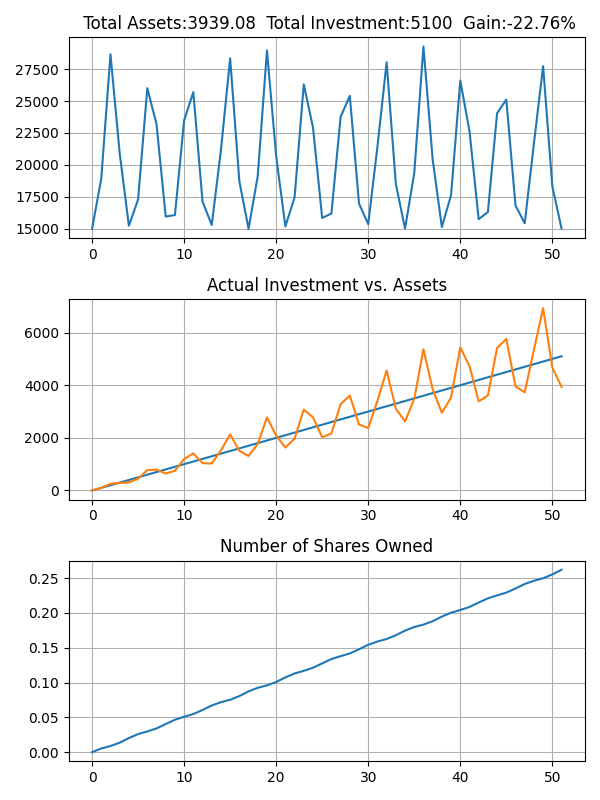 Total Assets:3939.08  Total Investment:5100  Gain:-22.76%
27500
25000
22500
20000
17500
15000
0 10 20 30 40 50
Actual Investment vs. Assets
6000
4000
2000
0
0 10 20 30 40 50
Number of Shares Owned
0.25
0.20
0.15
0.10
0.05
0.00
0 10 20 30 40 50